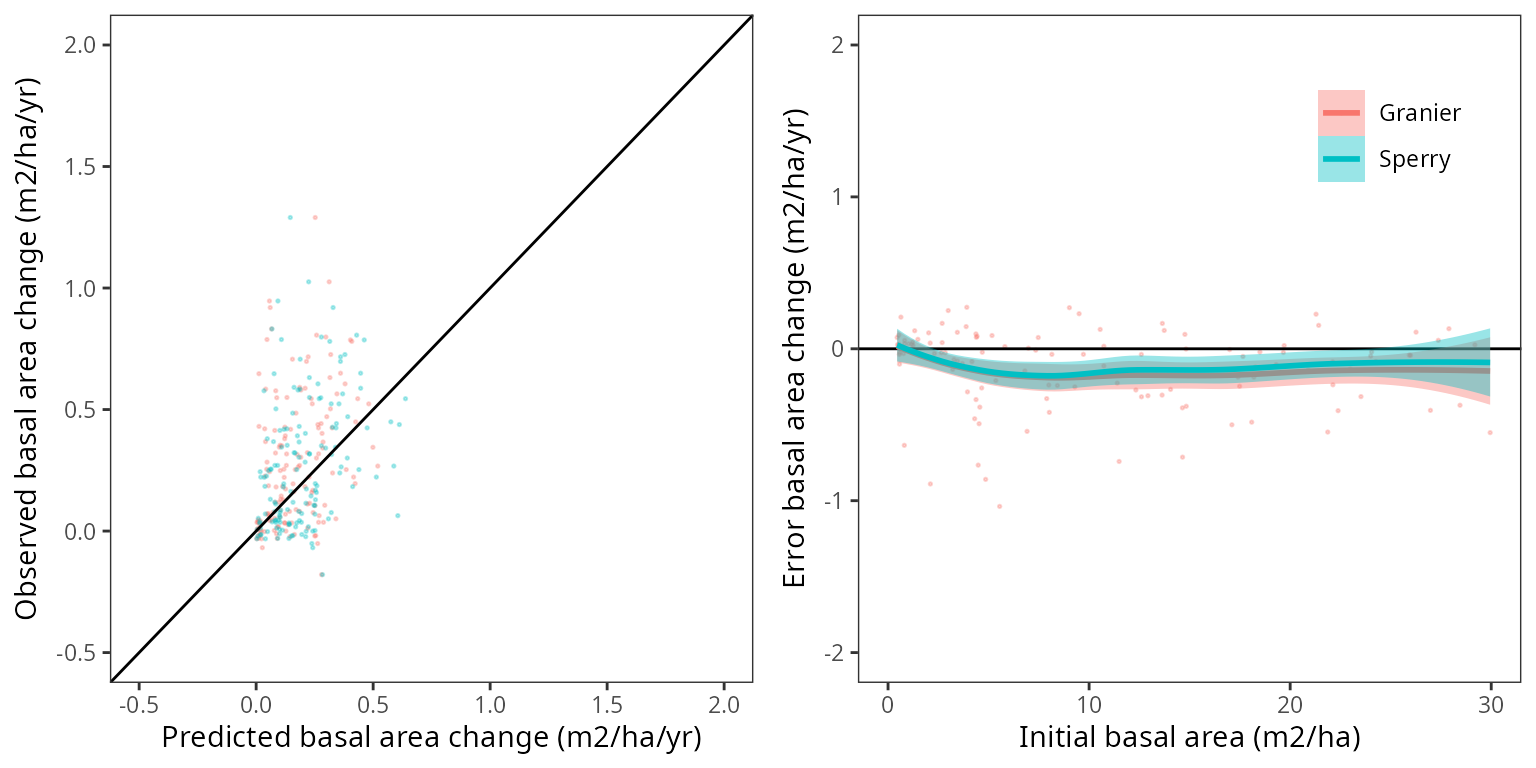 Observed basal area change (m2/ha/yr)
2.0
1.5
1.0
0.5
0.0
-0.5
-0.5 0.0 0.5 1.0 1.5 2.0
Predicted basal area change (m2/ha/yr)
Error basal area change (m2/ha/yr)
2
1
0
-1
-2
Granier
Sperry
0 10 20 30
Initial basal area (m2/ha)